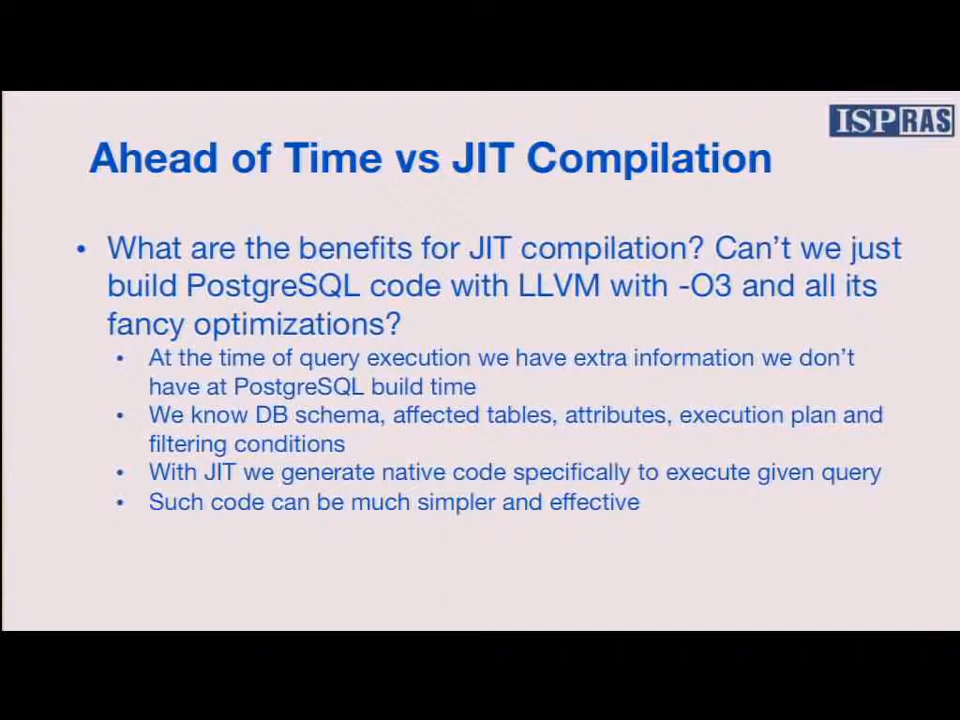 ISPRAS
Ahead of Time vs JIT Compilation
• What are the benefits for JIT compilation? Can't we just
build PostgreSQL code with LLVM with -O3 and all its
fancy optimizations?
• At the time of query execution we have extra information we don't
have at PostgreSQL build time
• We know DB schema, affected tables, attributes, execution plan and
filtering conditions
• With JIT we generate native code specifically to execute given query
• Such code can be much simpler and effective